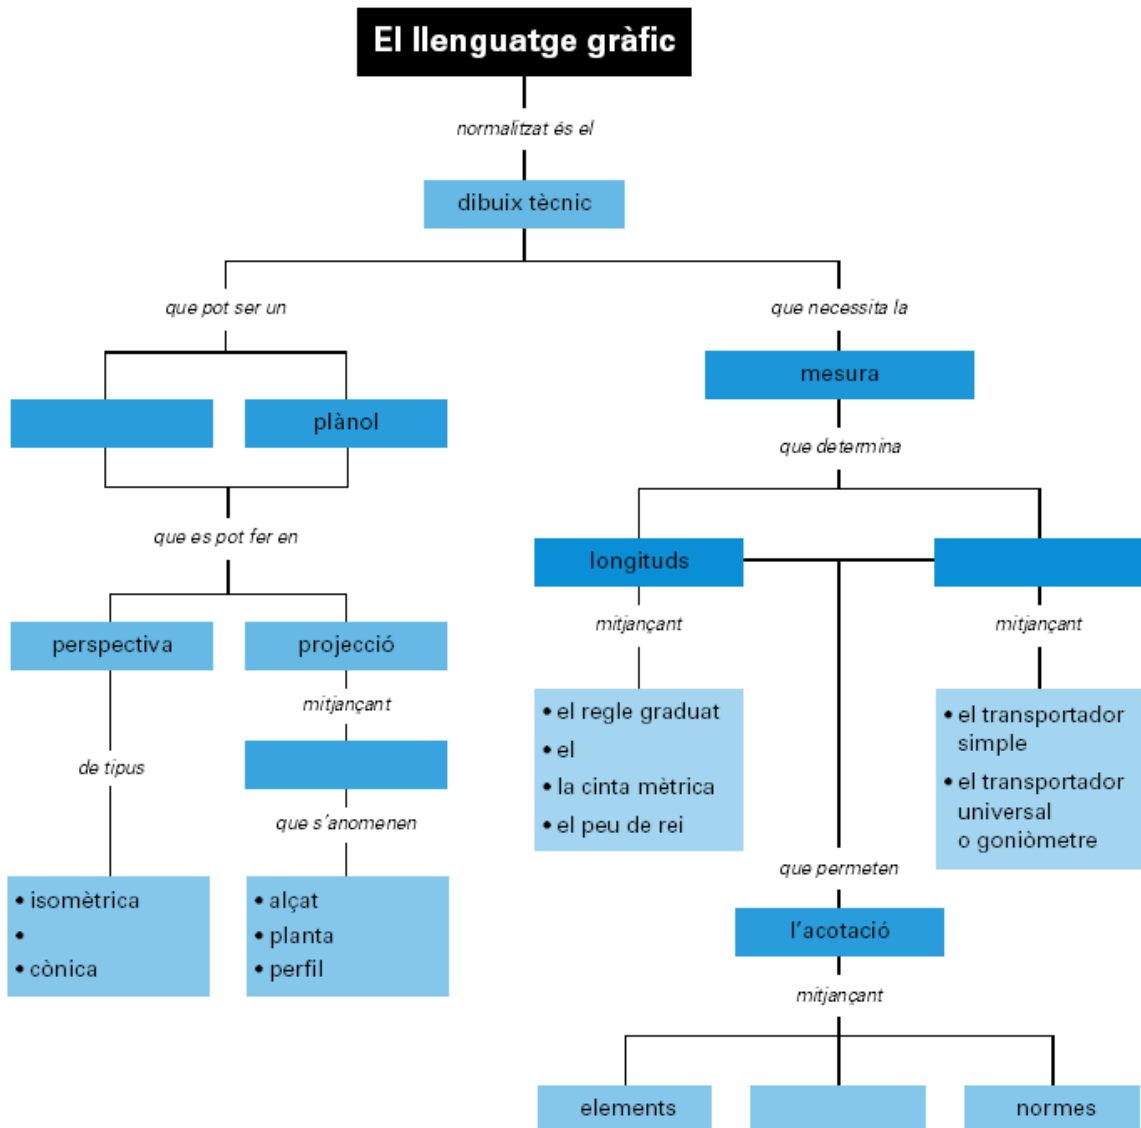 El llenguatge gràfic
normalitzat és el
dibuix tècnic
que pot ser un
plànol
que es pot fer en
perspectiva
de tipus
• isomètrica
•
• cònica
projecció
mitjançant
que s'anomenen
• alçat
• planta
• perfil
que necessita la
mesura
que determina
longituds
mitjançant
• el regle graduat
• el
• la cinta mètrica
• el peu de rei
mitjançant
• el transportador
simple
• el transportador
universal
o goniòmetre
que permeten
l'acotació
mitjançant
elements
normes